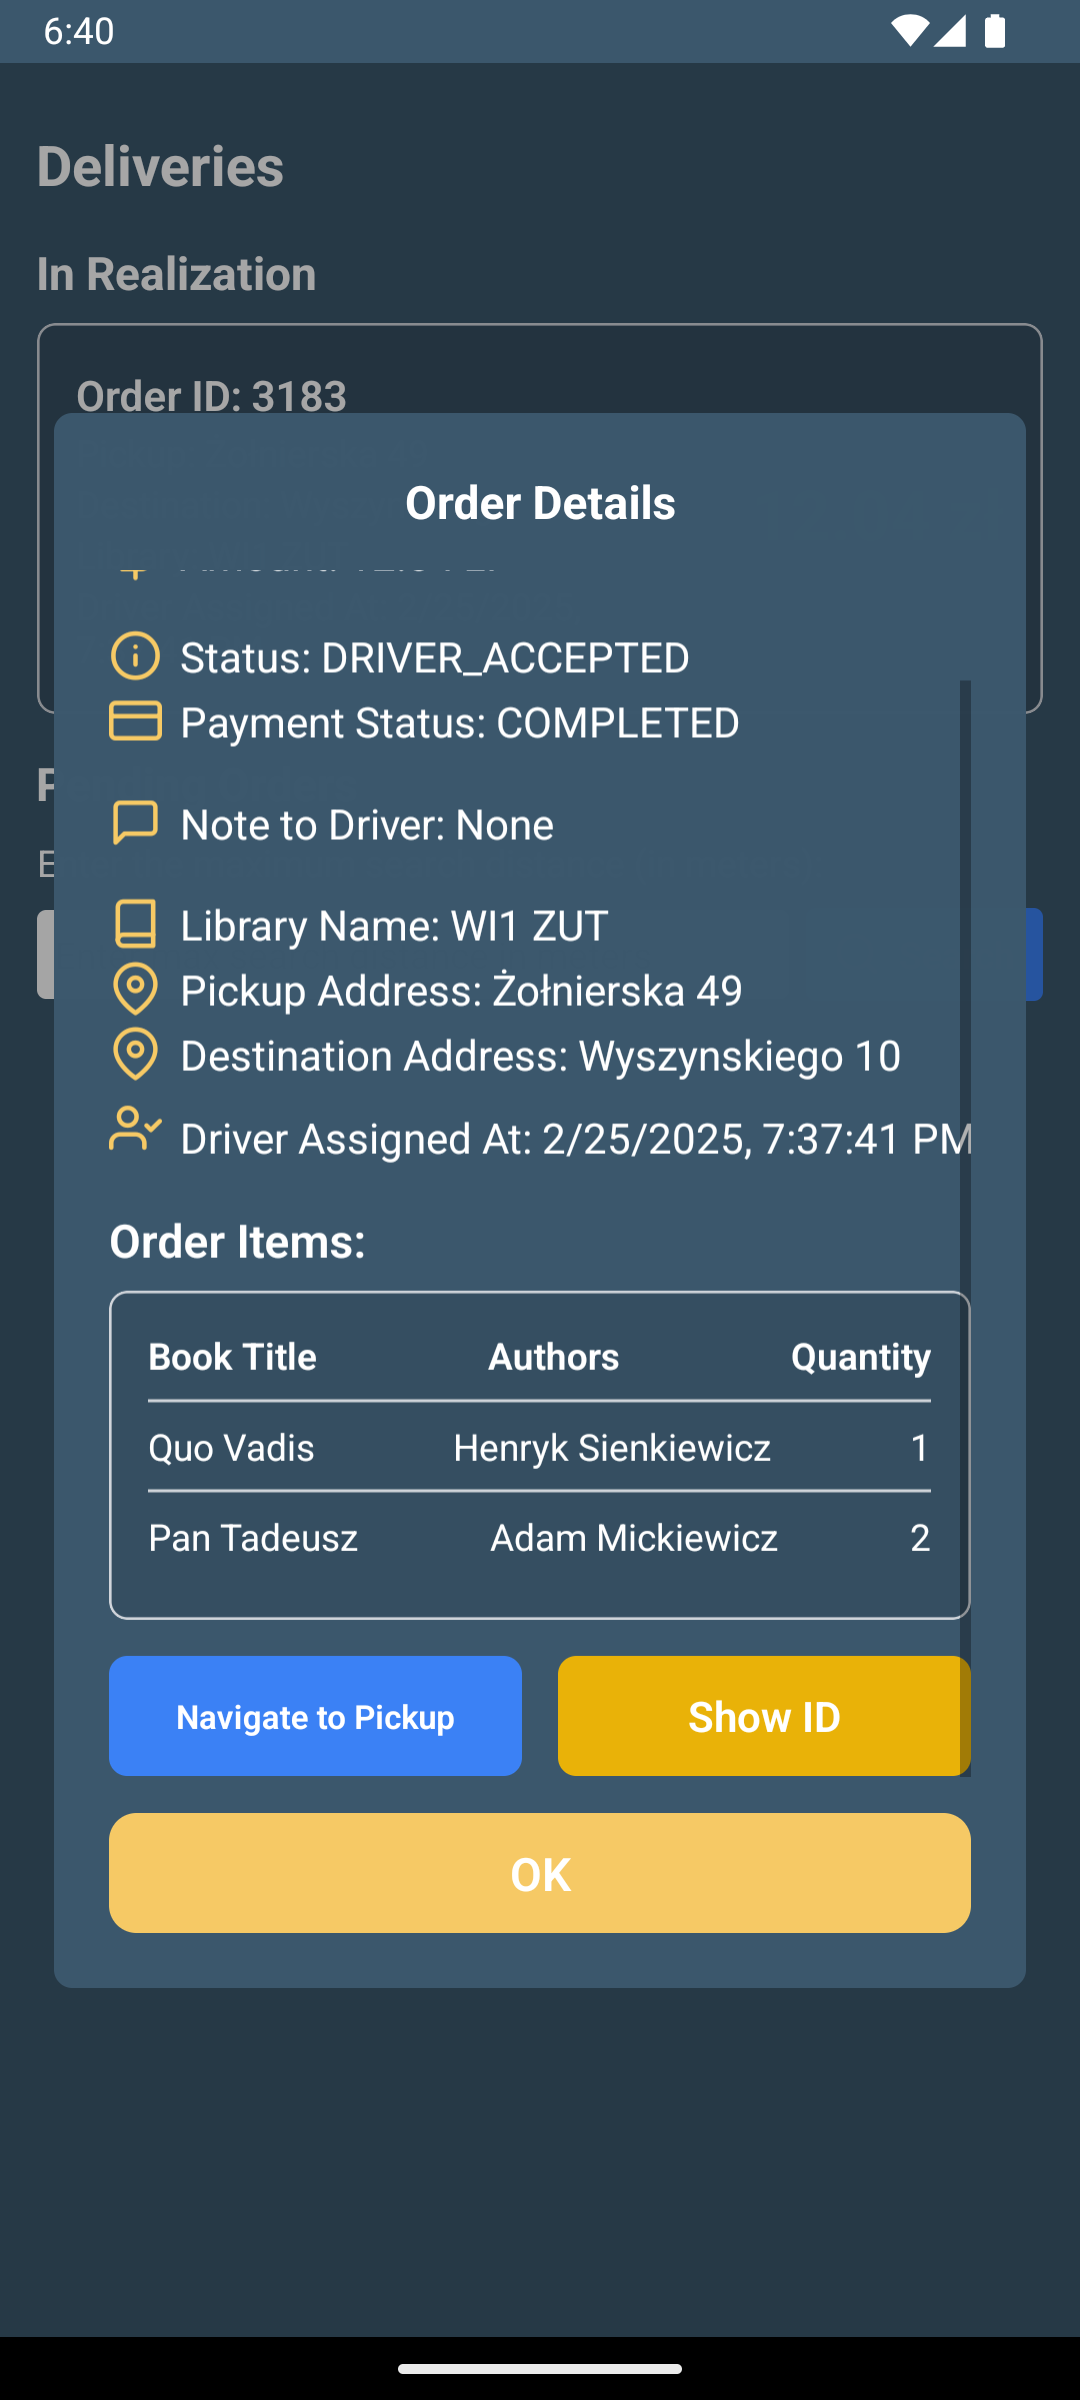 6:40
Deliveries
In Realization
Order ID: 3183
Order Details
Status: DRIVER_ACCEPTED
Payment Status: COMPLETED
Note to Driver: None
Library Name: WI1 ZUT
Pickup Address: Żołnierska 49
Destination Address: Wyszynskiego 10
Driver Assigned At: 2/25/2025, 7:37:41 PM
Order Items:
Book Title Authors Quantity
Quo Vadis Henryk Sienkiewicz 1
Pan Tadeusz Adam Mickiewicz 2
Navigate to Pickup Show ID
OK